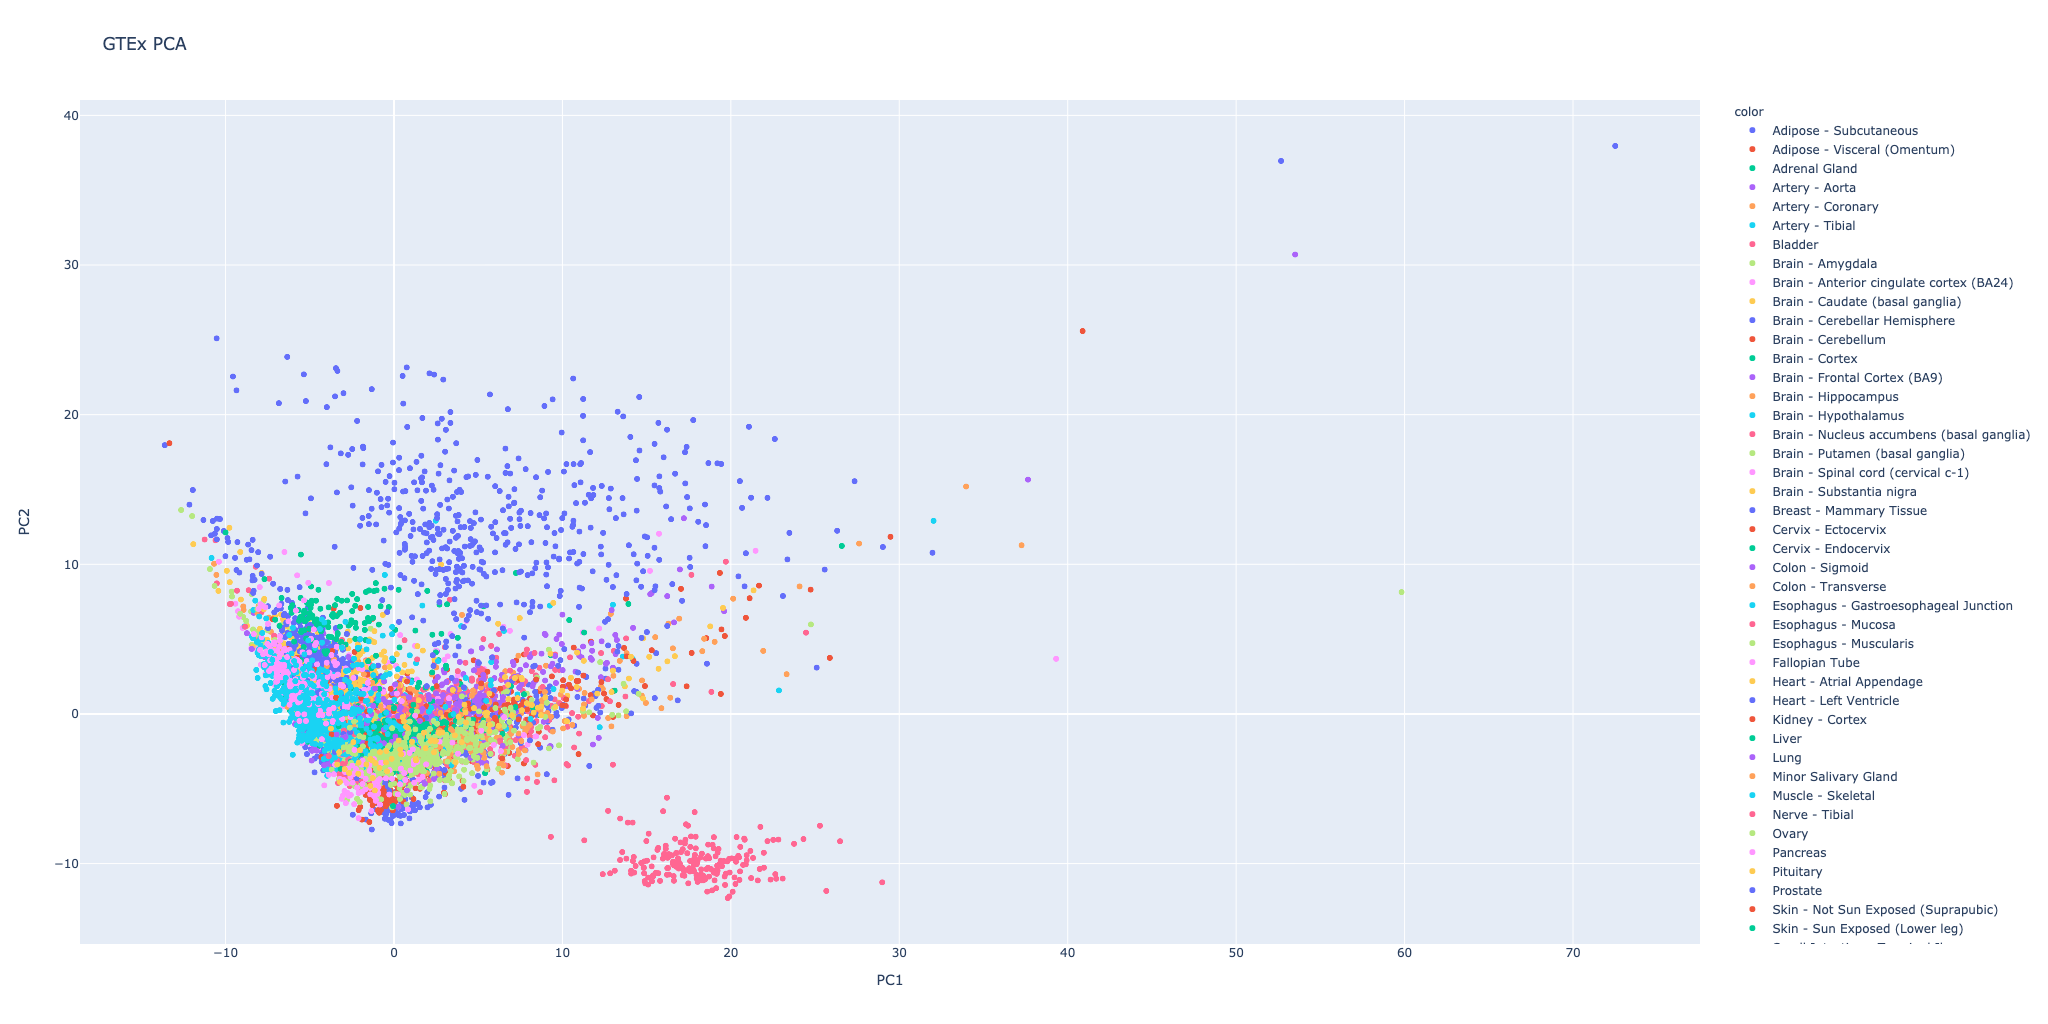 GTEx PCA
color
Adipose - Subcutaneous
Adipose - Visceral (Omentum)
Adrenal Gland
Artery - Aorta
Artery - Coronary
Artery - Tibial
Bladder
Brain - Amygdala
Brain - Anterior cingulate cortex (BA24)
Brain - Caudate (basal ganglia)
Brain - Cerebellar Hemisphere
Brain - Cerebellum
Brain - Cortex
Brain - Frontal Cortex (BA9)
Brain - Hippocampus
Brain - Hypothalamus
Brain - Nucleus accumbens (basal ganglia)
Brain - Putamen (basal ganglia)
Brain - Spinal cord (cervical c-1)
Brain - Substantia nigra
Breast - Mammary Tissue
Cervix - Ectocervix
Cervix - Endocervix
Colon - Sigmoid
Colon - Transverse
Esophagus - Gastroesophageal Junction
Esophagus - Mucosa
Esophagus - Muscularis
Fallopian Tube
Heart - Atrial Appendage
Heart - Left Ventricle
Kidney - Cortex
Liver
Lung
Minor Salivary Gland
Muscle - Skeletal
Nerve - Tibial
Ovary
Pancreas
Pituitary
Prostate
Skin - Not Sun Exposed (Suprapubic)
Skin - Sun Exposed (Lower leg)
40
30
20
10
0
−10
PC2
−10
0
10
20
30
40
50
60
70
PC1